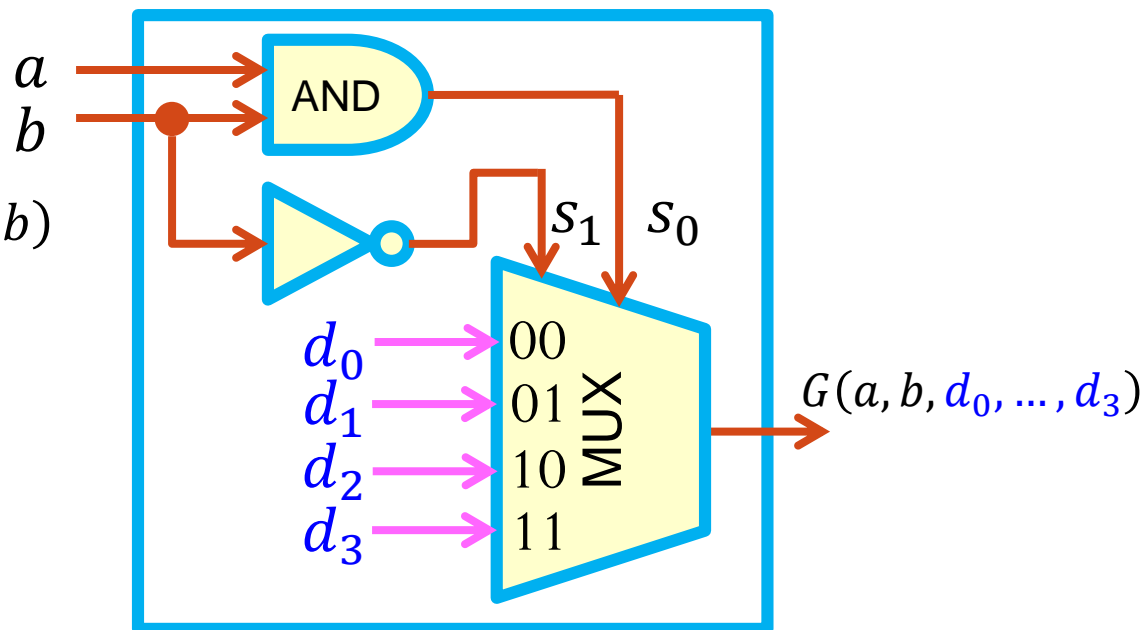 a
AND
b
b)
s₁ s₀
d₀ 00
d₁ 01
d₂ 10
d₃ 11
MUX
G(a, b, d₀, … , d₃)